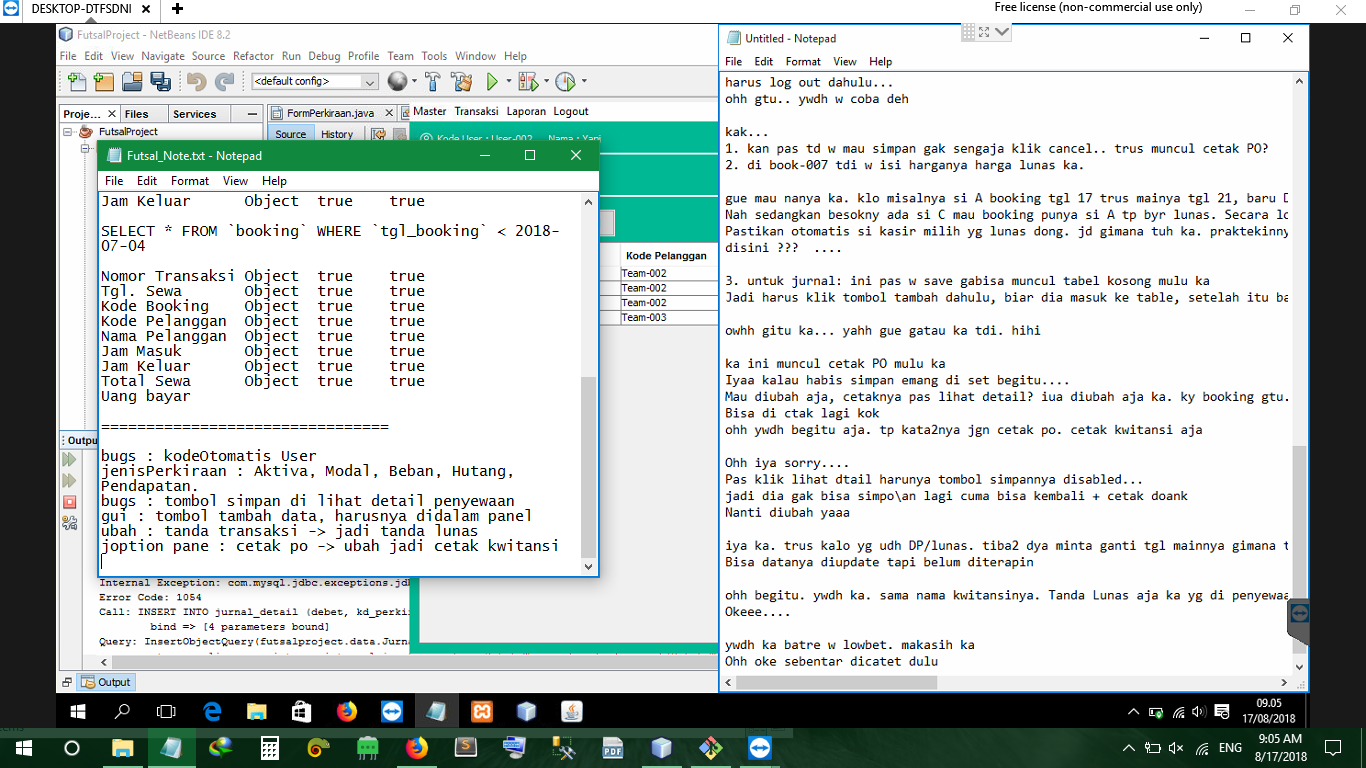 DESKTOP-DTFSDNI
Free license (non-commercial use only)
FutsalProject - NetBeans IDE 8.2
File Edit View Navigate Source Refactor Run Debug Profile Team Tools Window Help
<default config>
Proje... Files Services
FormPerkiraan.java
FutsalProject
Source History
Master Transaksi Laporan Logout
Kode User : User-002 Nama : Yani
Kode Pelanggan
Team-002
Team-002
Team-002
Team-003
Futsal_Note.txt - Notepad
File Edit Format View Help
Jam Keluar Object true true
SELECT * FROM `booking` WHERE `tgl_booking` < 2018-
07-04
Nomor Transaksi Object true true
Tgl. Sewa Object true true
Kode Booking Object true true
Kode Pelanggan Object true true
Nama Pelanggan Object true true
Jam Masuk Object true true
Jam Keluar Object true true
Total Sewa Object true true
Uang bayar
================================
bugs : kodeOtomatis User
jenisPerkiraan : Aktiva, Modal, Beban, Hutang,
Pendapatan.
bugs : tombol simpan di lihat detail penyewaan
gui : tombol tambah data, harusnya didalam panel
ubah : tanda transaksi -> jadi tanda lunas
joption pane : cetak po -> ubah jadi cetak kwitansi
Outpu
Internal Exception: com.mysql.jdbc.exceptions.jdb
Error Code: 1054
Call: INSERT INTO jurnal_detail (debet, kd_perki
bind => [4 parameters bound]
Query: InsertObjectQuery(futsalproject.data.Jurna
Output
Untitled - Notepad
File Edit Format View Help
harus log out dahulu...
ohh gtu.. ywdh w coba deh
kak...
1. kan pas td w mau simpan gak sengaja klik cancel.. trus muncul cetak PO?
2. di book-007 tdi w isi harganya harga lunas ka.
gue mau nanya ka. klo misalnya si A booking tgl 17 trus mainya tgl 21, baru D
Nah sedangkan besokny ada si C mau booking punya si A tp byr lunas. Secara lo
Pastikan otomatis si kasir milih yg lunas dong. jd gimana tuh ka. praktekinny
disini ??? ....
3. untuk jurnal: ini pas w save gabisa muncul tabel kosong mulu ka
Jadi harus klik tombol tambah dahulu, biar dia masuk ke table, setelah itu ba
owhh gitu ka... yahh gue gatau ka tdi. hihi
ka ini muncul cetak PO mulu ka
Iyaa kalau habis simpan emang di set begitu....
Mau diubah aja, cetaknya pas lihat detail? iua diubah aja ka. ky booking gtu.
Bisa di ctak lagi kok
ohh ywdh begitu aja. tp kata2nya jgn cetak po. cetak kwitansi aja
Ohh iya sorry....
Pas klik lihat dtail harunya tombol simpannya disabled...
jadi dia gak bisa simpo\an lagi cuma bisa kembali + cetak doank
Nanti diubah yaaa
iya ka. trus kalo yg udh DP/lunas. tiba2 dya minta ganti tgl mainnya gimana t
Bisa datanya diupdate tapi belum diterapin
ohh begitu. ywdh ka. sama nama kwitansinya. Tanda Lunas aja ka yg di penyewaa
Okeee....
ywdh ka batre w lowbet. makasih ka
Ohh oke sebentar dicatet dulu
09.05
17/08/2018
ENG
9:05 AM
8/17/2018